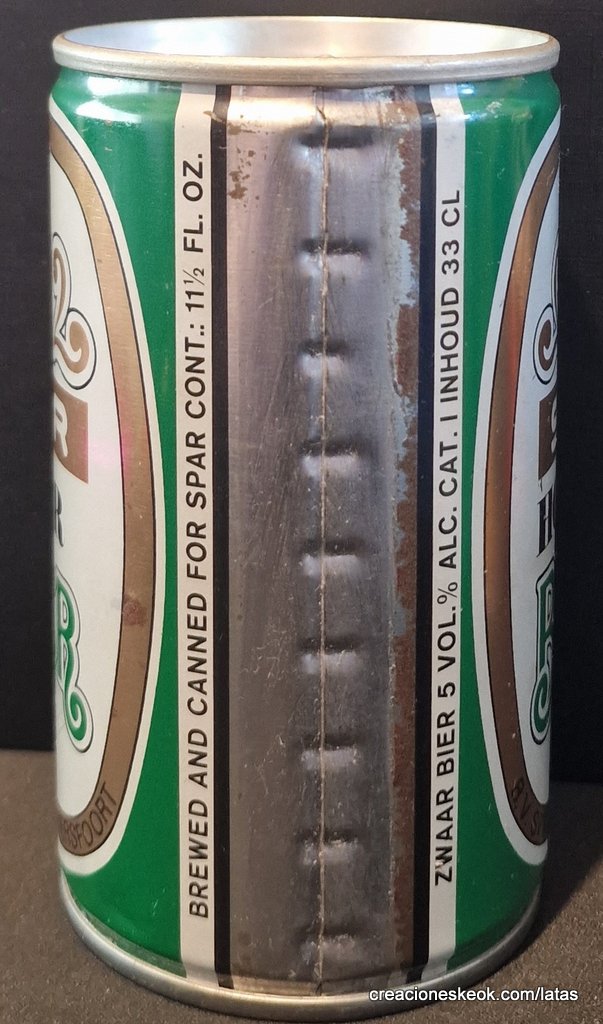 BREWED AND CANNED FOR SPAR CONT.: 11½ FL. OZ.
ZWAAR BIER 5 VOL.% ALC. CAT. I INHOUD 33 CL
B.V.
creacioneskeok.com/latas